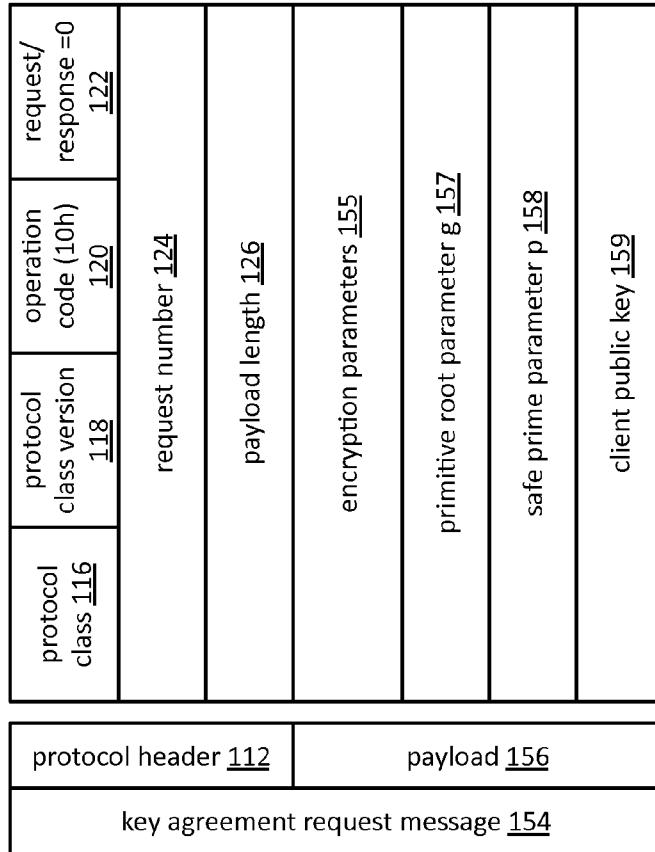 protocol
class 116
protocol
class version
118
operation
code (10h)
120
request/
response =0
122
request number 124
payload length 126
encryption parameters 155
primitive root parameter g 157
safe prime parameter p 158
client public key 159
protocol header 112
payload 156
key agreement request message 154